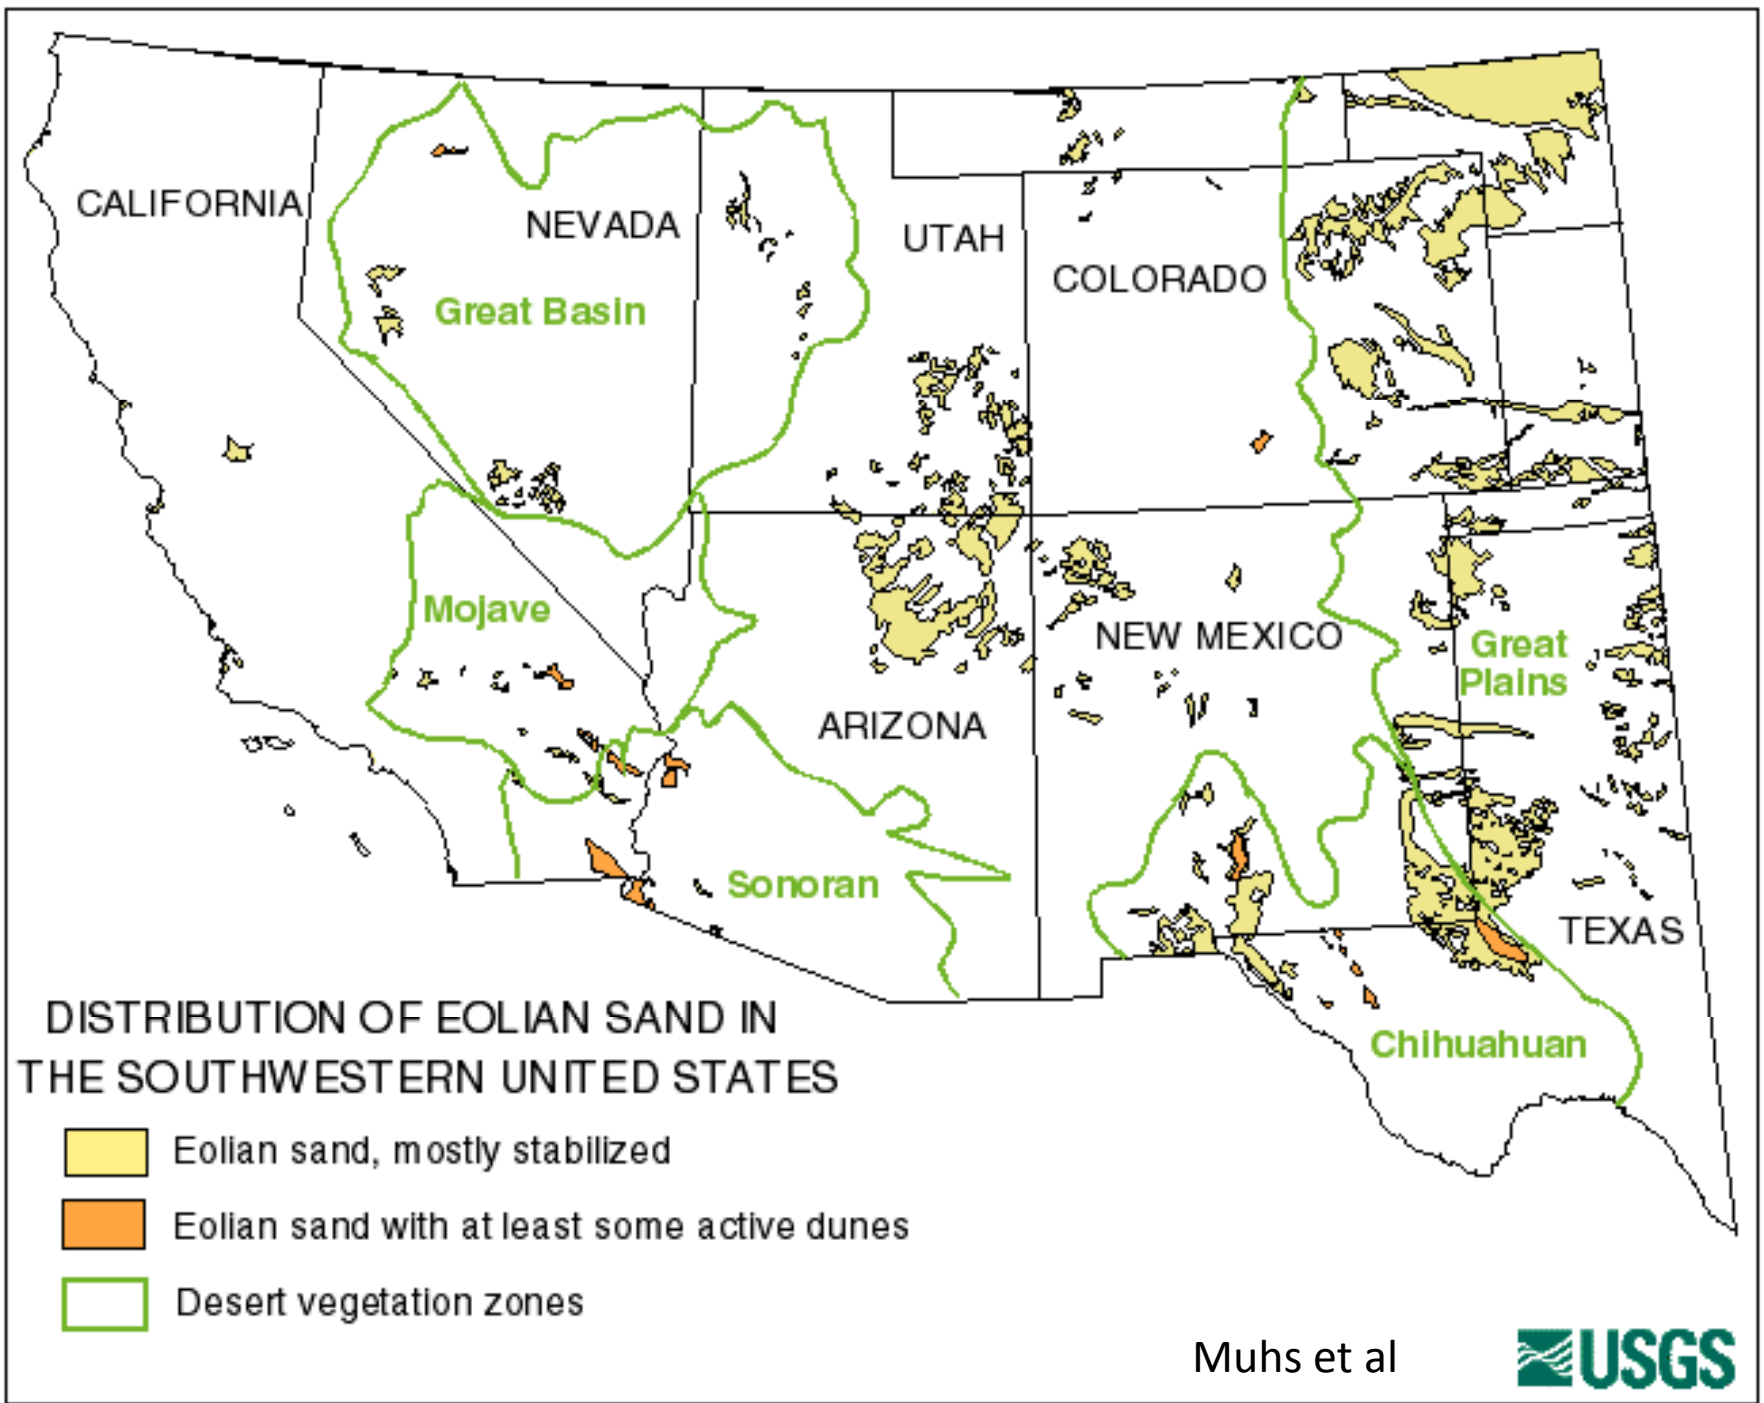 CALIFORNIA
NEVADA
UTAH
COLORADO
Great Basin
Mojave
NEW MEXICO
Great
Plains
ARIZONA
Sonoran
TEXAS
Chihuahuan
DISTRIBUTION OF EOLIAN SAND IN
THE SOUTHWESTERN UNITED STATES
Eolian sand, mostly stabilized
Eolian sand with at least some active dunes
Desert vegetation zones
Muhs et al
USGS